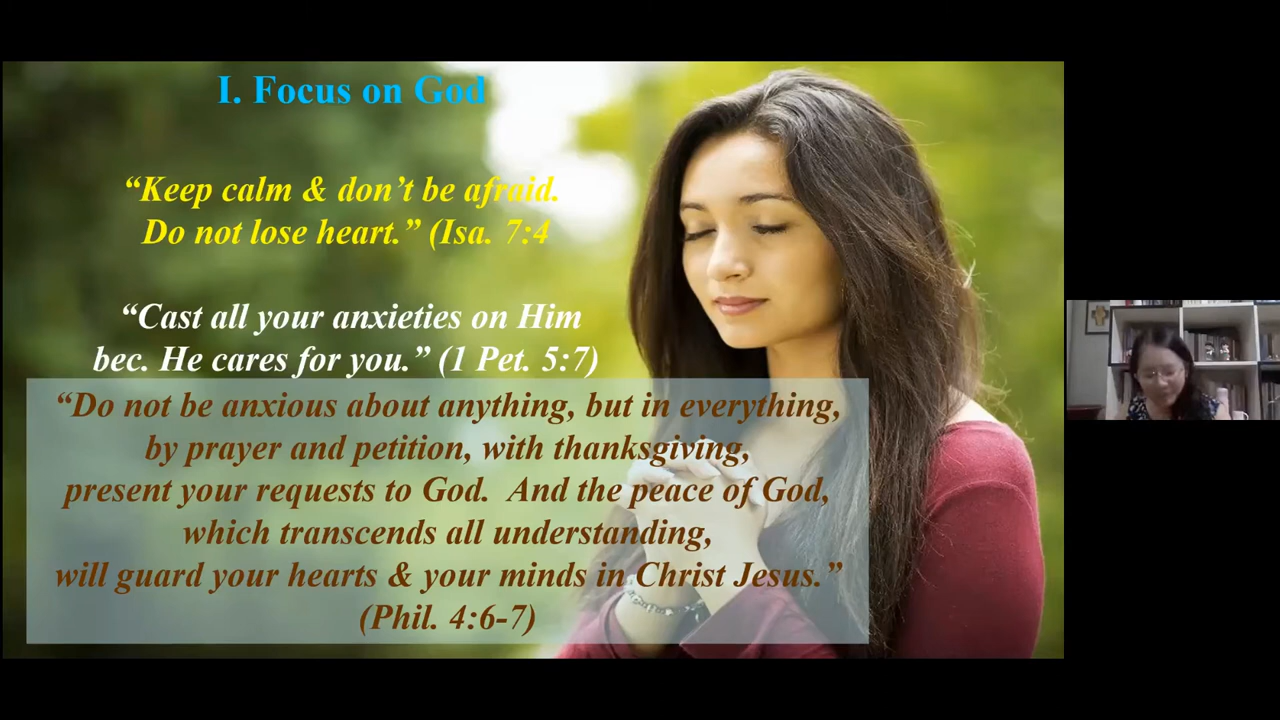 I. Focus on God
“Keep calm & don’t be afraid.
Do not lose heart.” (Isa. 7:4
“Cast all your anxieties on Him
bec. He cares for you.” (1 Pet. 5:7)
“Do not be anxious about anything, but in everything,
by prayer and petition, with thanksgiving,
present your requests to God.  And the peace of God,
which transcends all understanding,
will guard your hearts & your minds in Christ Jesus.”
(Phil. 4:6-7)